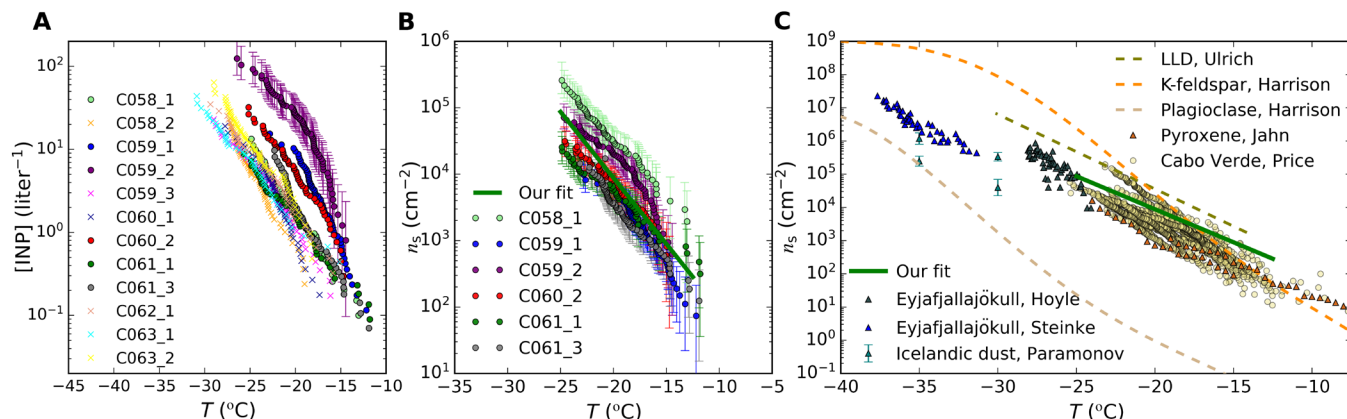 A
[INP] (liter⁻¹)
10²
10¹
10⁰
10⁻¹
C058_1
C058_2
C059_1
C059_2
C059_3
C060_1
C060_2
C061_1
C061_3
C062_1
C063_1
C063_2
−45 −40 −35 −30 −25 −20 −15 −10
T (°C)
B
nₛ (cm⁻²)
10⁶
10⁵
10⁴
10³
10²
10¹
Our fit
C058_1
C059_1
C059_2
C060_2
C061_1
C061_3
−35 −30 −25 −20 −15 −10 −5
T (°C)
C
nₛ (cm⁻²)
10⁹
10⁸
10⁷
10⁶
10⁵
10⁴
10³
10²
10¹
10⁰
10⁻¹
LLD, Ulrich
K-feldspar, Harrison
Plagioclase, Harrison
Pyroxene, Jahn
Cabo Verde, Price
Our fit
Eyjafjallajökull, Hoyle
Eyjafjallajökull, Steinke
Icelandic dust, Paramonov
−40 −35 −30 −25 −20 −15 −10
T (°C)